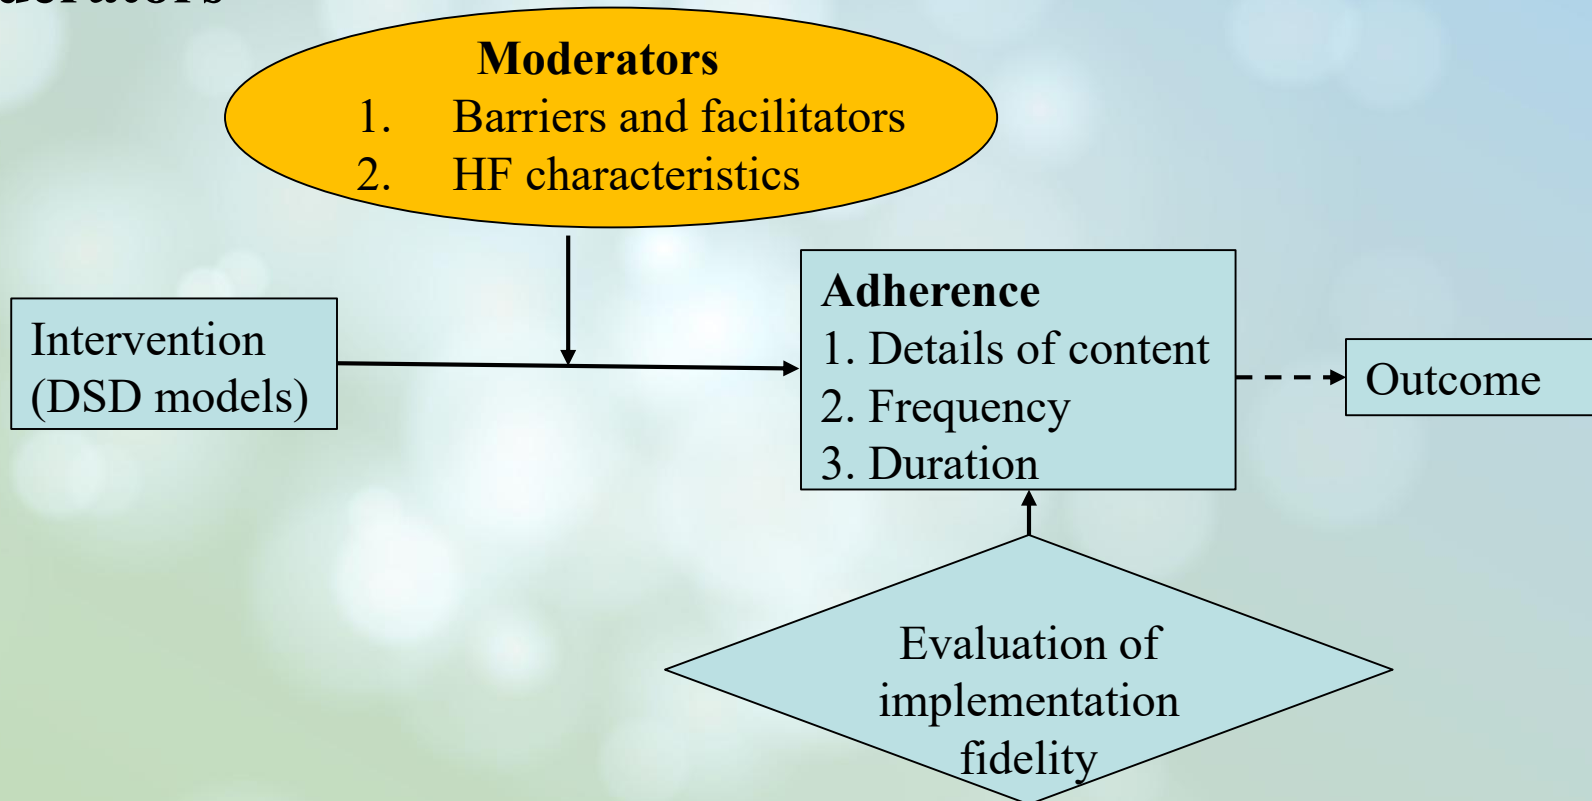 Moderators
1. Barriers and facilitators
2. HF characteristics
Intervention
(DSD models)
Adherence
1. Details of content
2. Frequency
3. Duration
Outcome
Evaluation of
implementation
fidelity